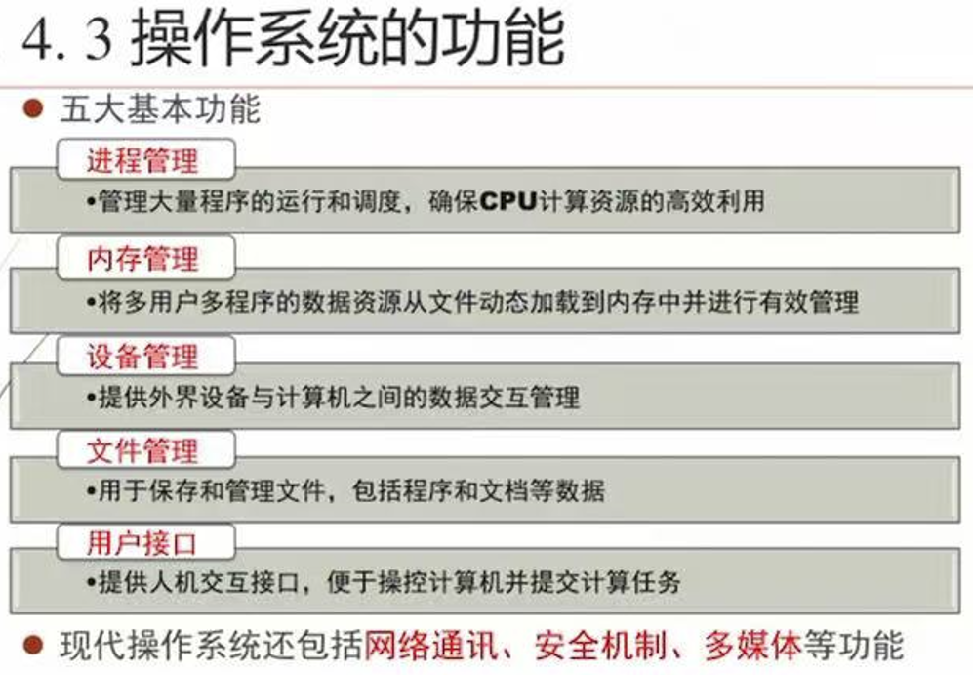 4. 3 操作系统的功能
● 五大基本功能
进程管理
•管理大量程序的运行和调度，确保CPU计算资源的高效利用
内存管理
•将多用户多程序的数据资源从文件动态加载到内存中并进行有效管理
设备管理
•提供外界设备与计算机之间的数据交互管理
文件管理
•用于保存和管理文件，包括程序和文档等数据
用户接口
•提供人机交互接口，便于操控计算机并提交计算任务
● 现代操作系统还包括网络通讯、安全机制、多媒体等功能